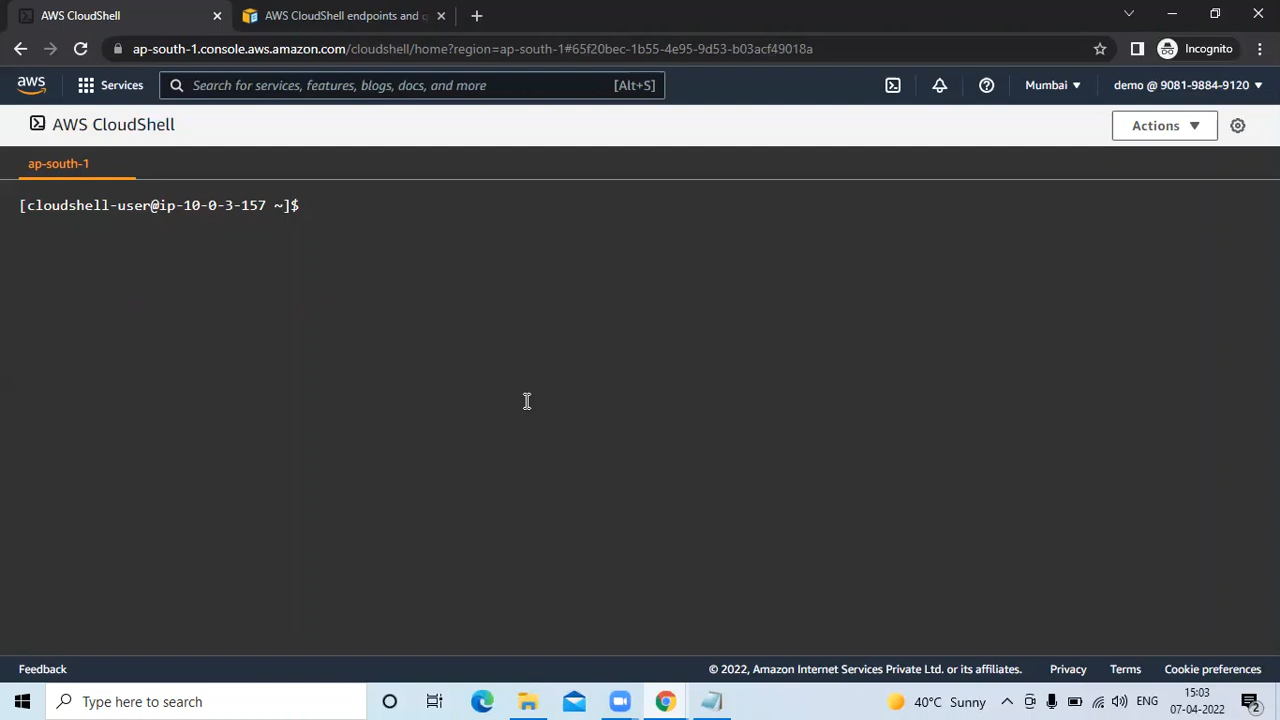 AWS CloudShell
AWS CloudShell endpoints and
ap-south-1.console.aws.amazon.com/cloudshell/home?region=ap-south-1#65f20bec-1b55-4e95-9d53-b03acf49018a
Incognito
aws
Services
Search for services, features, blogs, docs, and more
[Alt+S]
Mumbai
demo @ 9081-9884-9120
AWS CloudShell
Actions
ap-south-1
[cloudshell-user@ip-10-0-3-157 ~]$
Feedback
© 2022, Amazon Internet Services Private Ltd. or its affiliates.
Privacy
Terms
Cookie preferences
Type here to search
40°C Sunny
ENG
15:03
07-04-2022
2